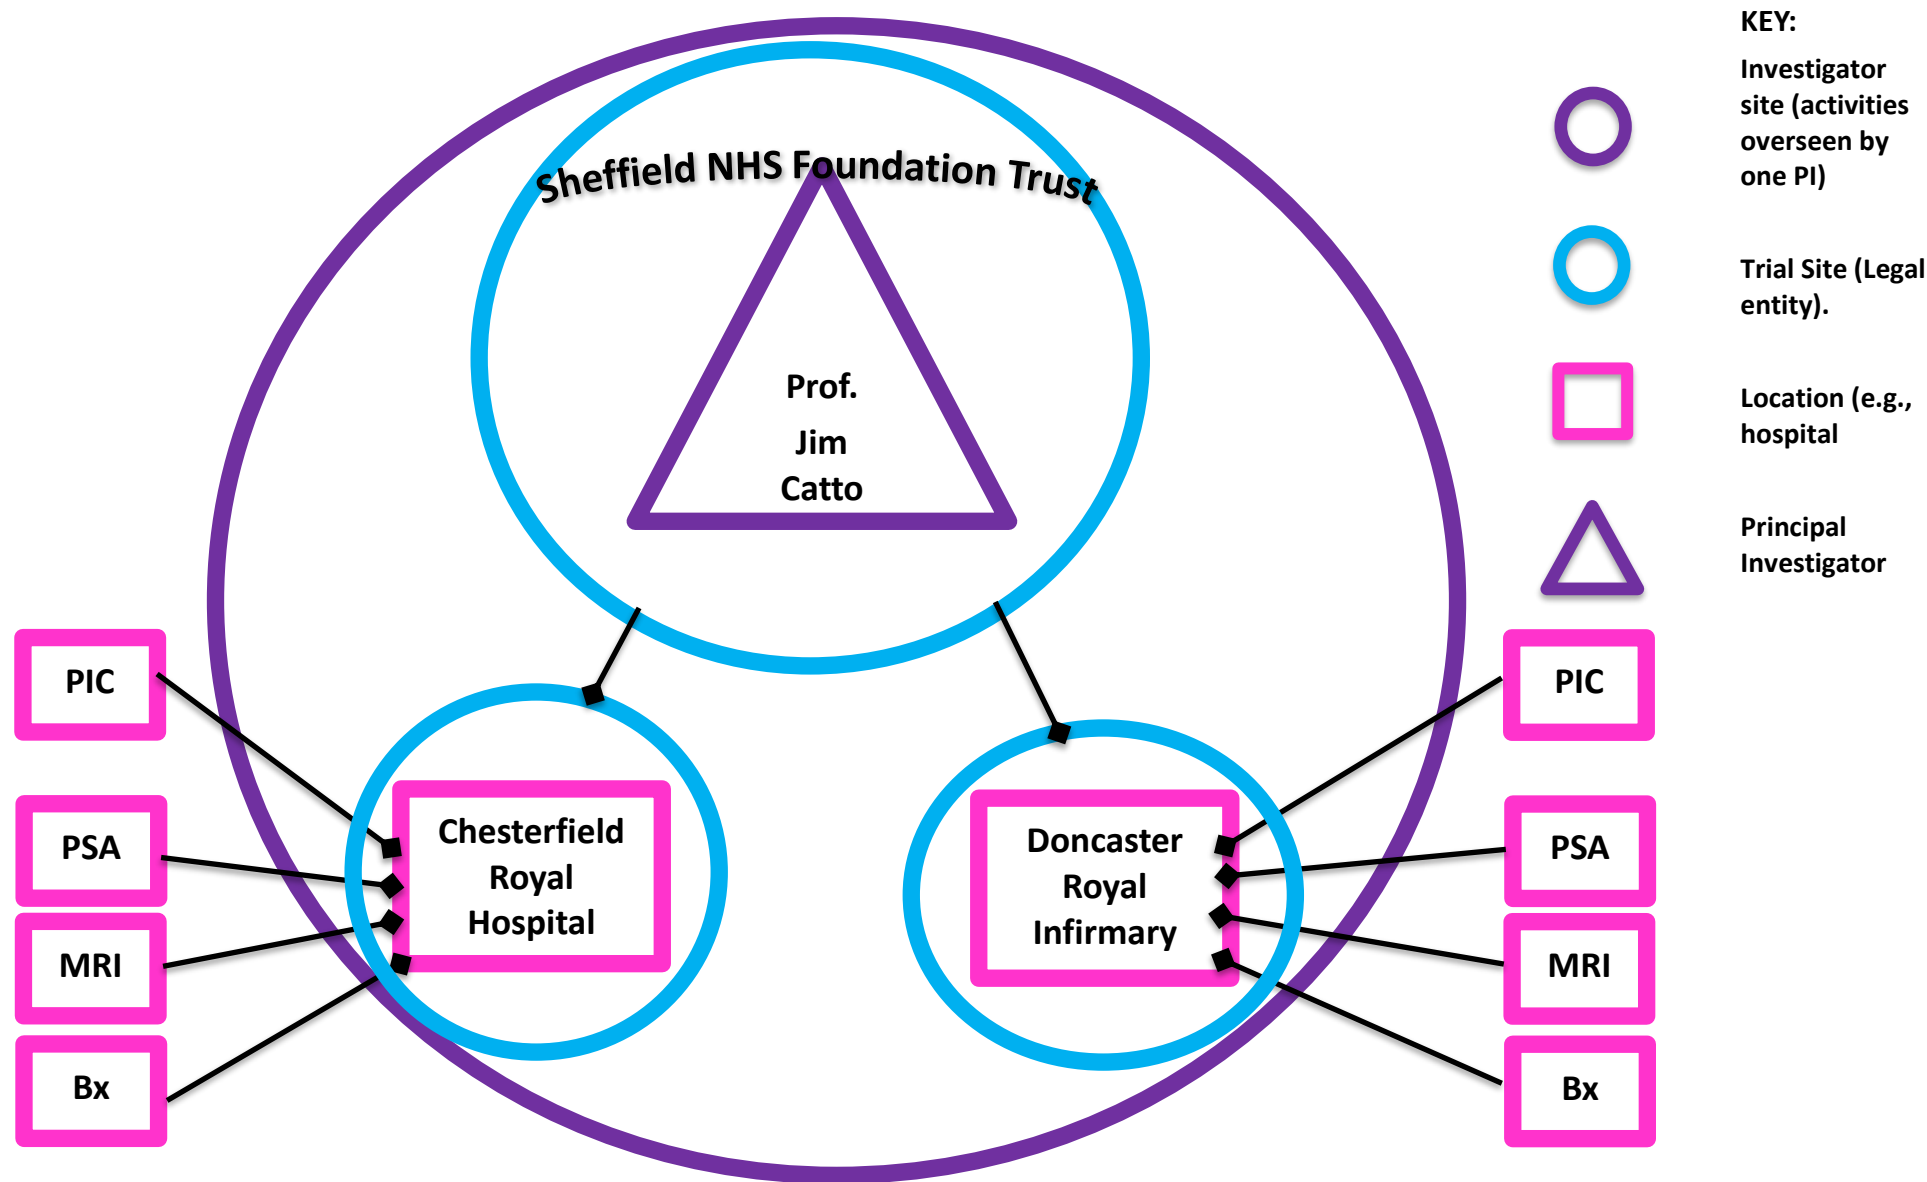 KEY:
Investigator
site (activities
overseen by
one PI)
Trial Site (Legal
entity).
Location (e.g.,
hospital
Principal
Investigator
Sheffield NHS Foundation Trust
Prof.
Jim
Catto
PIC
PSA
MRI
Bx
Chesterfield
Royal
Hospital
Doncaster
Royal
Infirmary
PIC
PSA
MRI
Bx